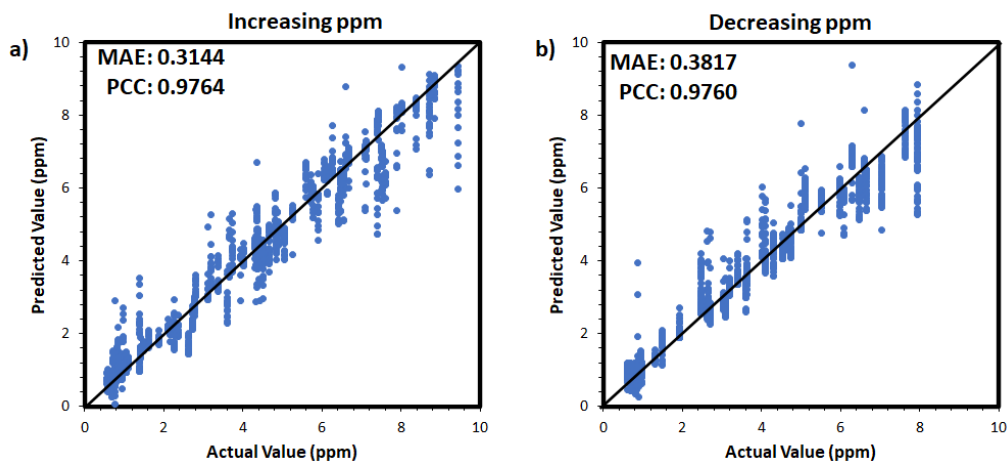 Increasing ppm
a)
MAE: 0.3144
PCC: 0.9764
10
8
6
4
2
0
Predicted Value (ppm)
0 2 4 6 8 10
Actual Value (ppm)
Decreasing ppm
b)
MAE: 0.3817
PCC: 0.9760
10
8
6
4
2
0
Predicted Value (ppm)
0 2 4 6 8 10
Actual Value (ppm)